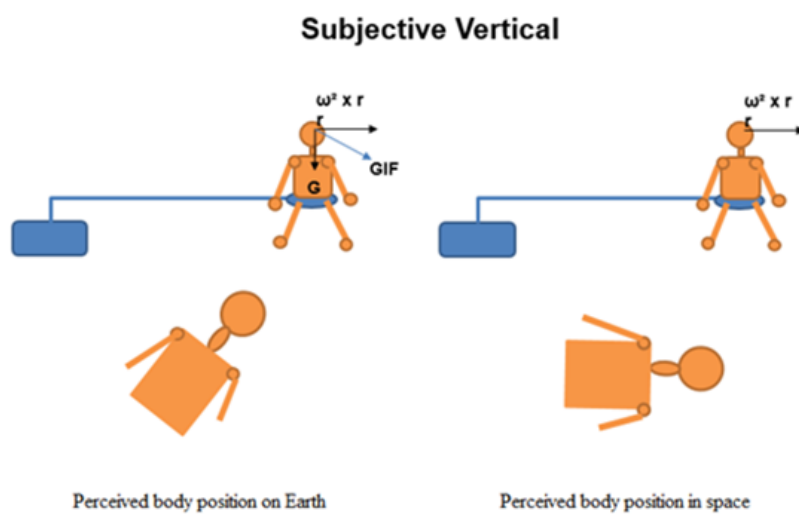 Subjective Vertical
ω² x r
r
GIF
G
ω² x r
r
Perceived body position on Earth
Perceived body position in space